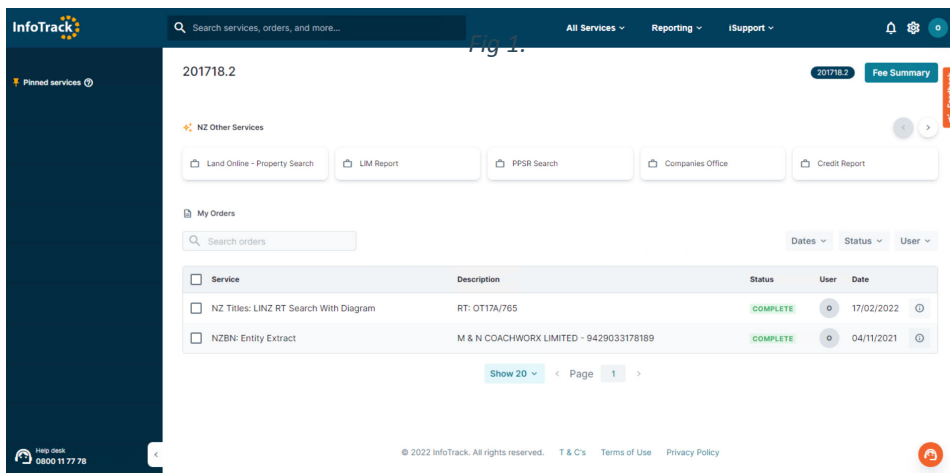 InfoTrack
Search services, orders, and more...
All Services
Reporting
iSupport
o
Fig 1.
Pinned services
201718.2
201718.2
Fee Summary
NZ Other Services
Land Online - Property Search
LIM Report
PPSR Search
Companies Office
Credit Report
My Orders
Search orders
Dates
Status
User
Service Description Status User Date
NZ Titles: LINZ RT Search With Diagram RT: OT17A/765 COMPLETE o 17/02/2022
NZBN: Entity Extract M & N COACHWORX LIMITED - 9429033178189 COMPLETE o 04/11/2021
Show 20 < Page 1 >
Help desk
0800 11 77 78
© 2022 InfoTrack. All rights reserved. T & C's Terms of Use Privacy Policy